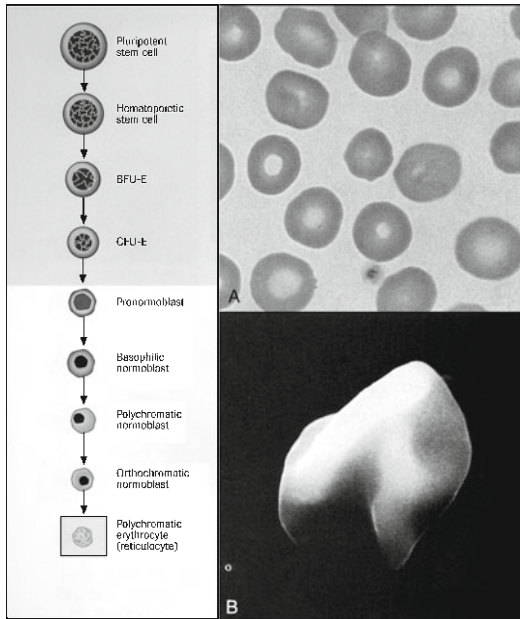 Pluripotent
stem cell
Hematopoietic
stem cell
BFU-E
CFU-E
Pronormoblast
Basophilic
normoblast
Polychromatic
normoblast
Orthochromatic
normoblast
Polychromatic
erythrocyte
(reticulocyte)
A
B